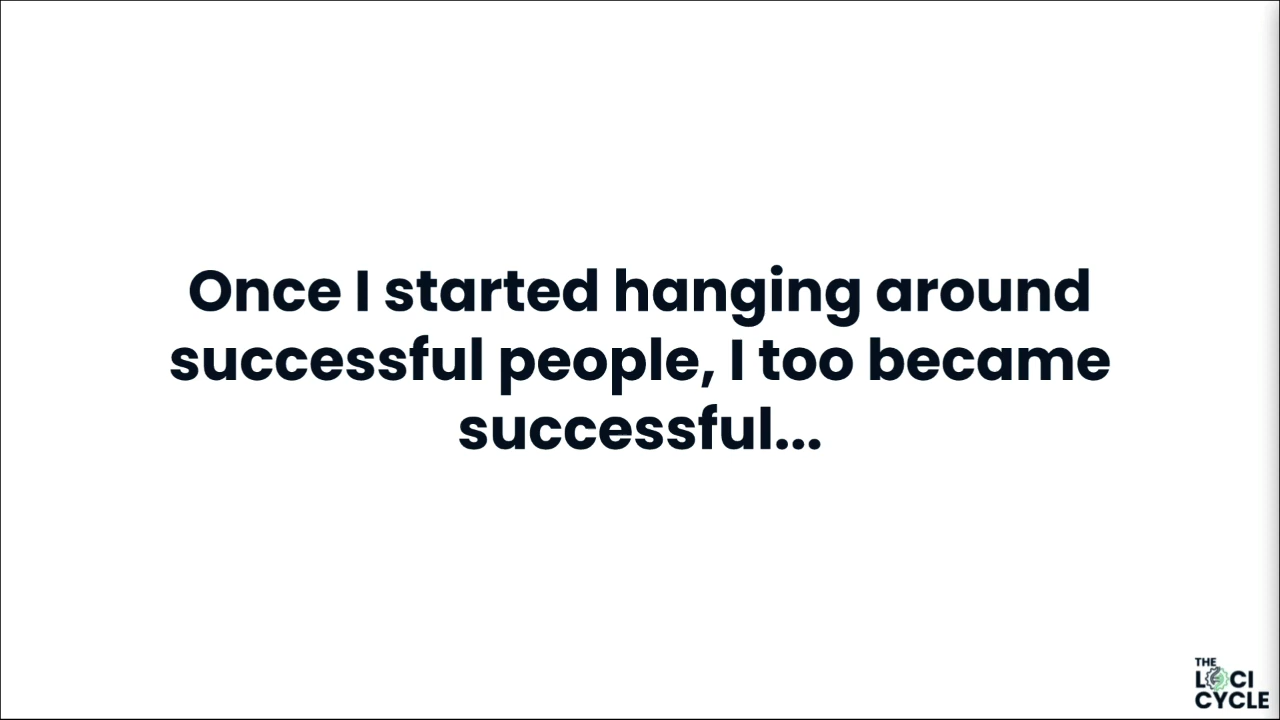 Once I started hanging around
successful people, I too became
successful...
THE
LOCI
CYCLE